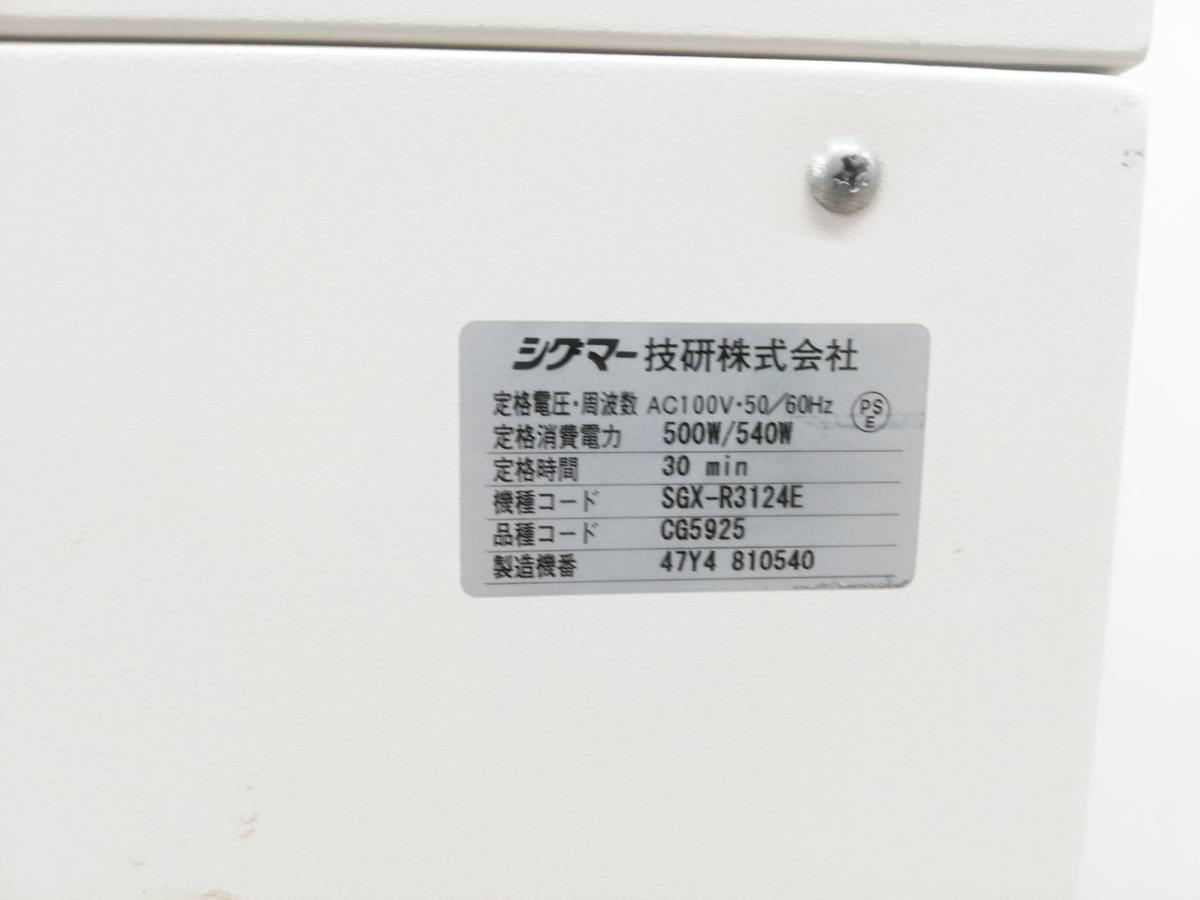 シグマー技研株式会社
定格電圧・周波数 AC100V・50/60Hz PSE
定格消費電力 500W/540W
定格時間 30 min
機種コード SGX-R3124E
品種コード CG5925
製造機番 47Y4 810540